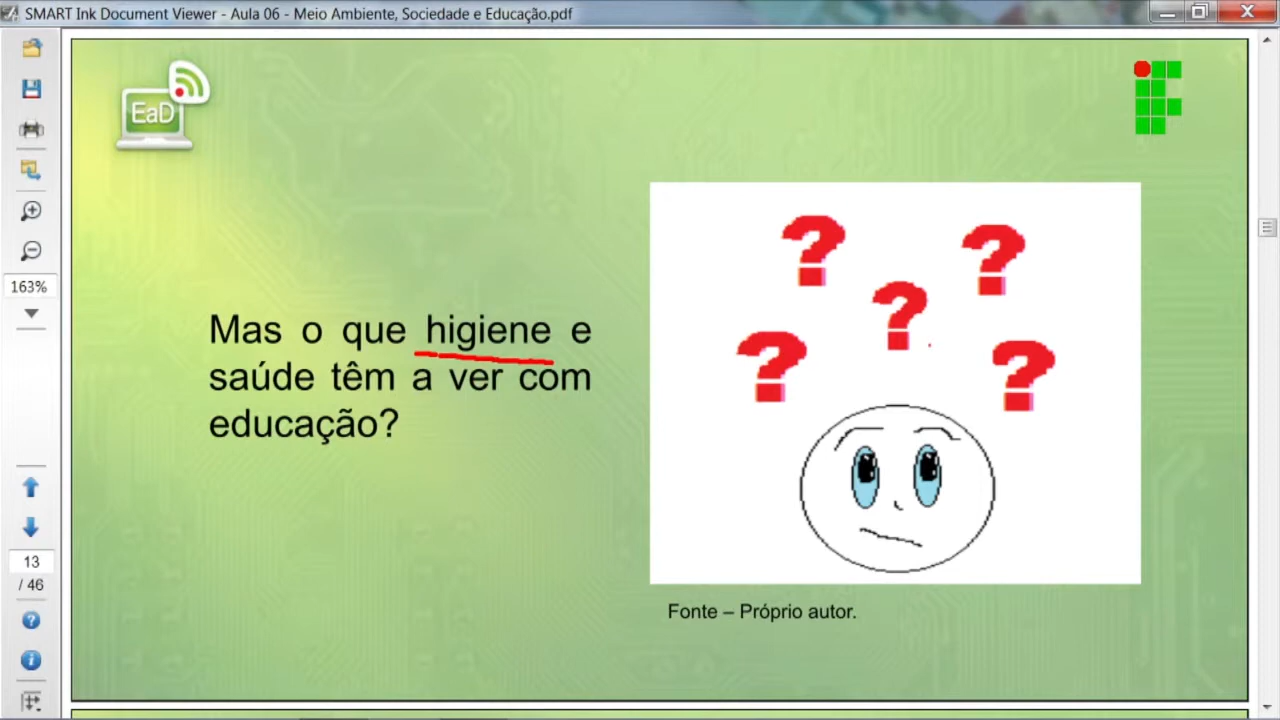 SMART Ink Document Viewer - Aula 06 - Meio Ambiente, Sociedade e Educação.pdf
EaD
163%
Mas o que higiene e
saúde têm a ver com
educação?
? ? ? ? ?
13
/ 46
Fonte – Próprio autor.